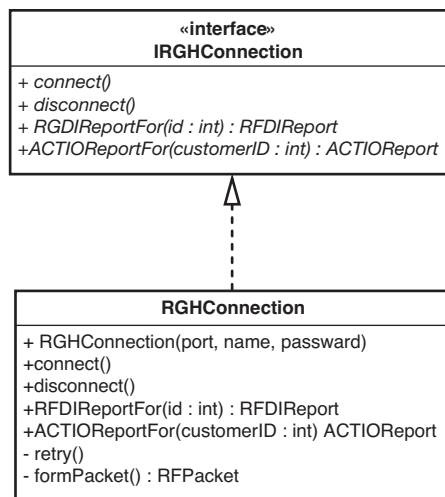 «interface»
IRGHConnection
+ connect()
+ disconnect()
+ RGDIReportFor(id : int) : RFDIReport
+ACTIOReportFor(customerID : int) : ACTIOReport
RGHConnection
+ RGHConnection(port, name, passward)
+connect()
+disconnect()
+RFDIReportFor(id : int) : RFDIReport
+ACTIOReportFor(customerID : int) ACTIOReport
- retry()
- formPacket() : RFPacket